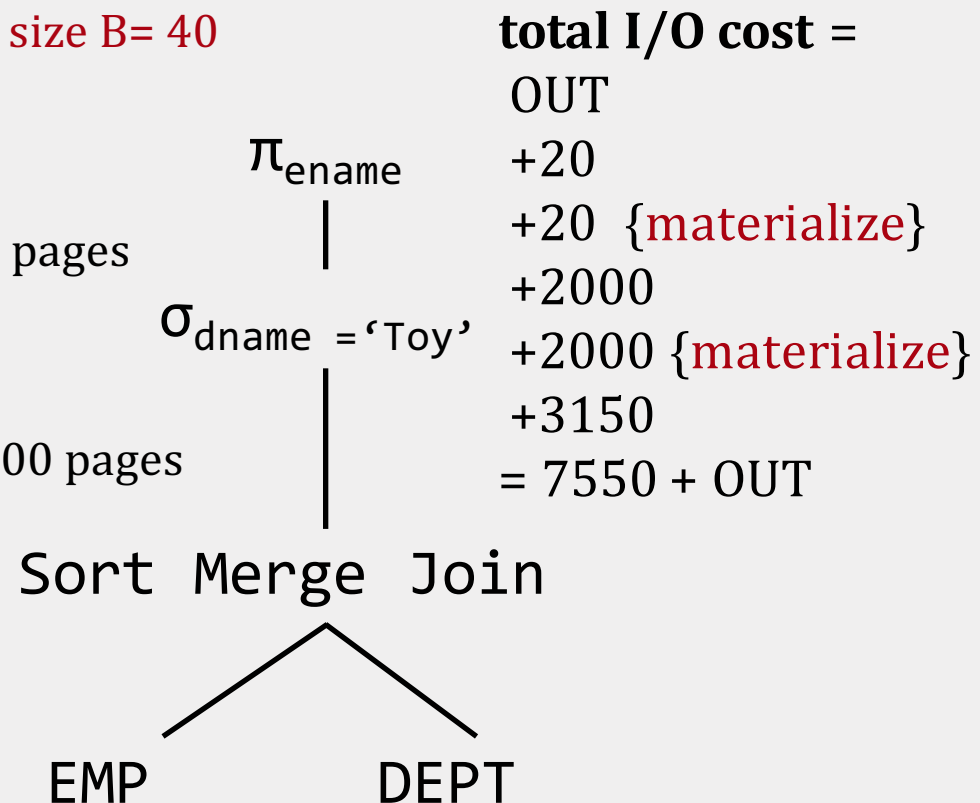 size B= 40
total I/O cost =
OUT
+20
+20 {materialize}
+2000
+2000 {materialize}
+3150
= 7550 + OUT
πename
pages
σdname =‘Toy’
00 pages
Sort Merge Join
EMP DEPT